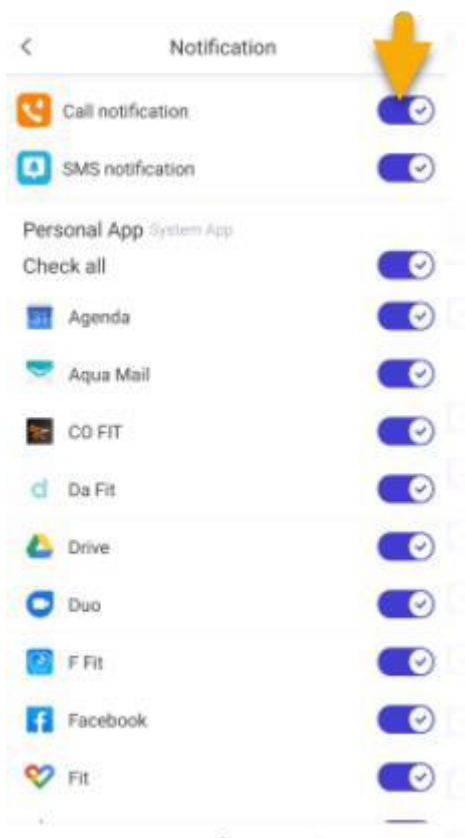 Notification
Call notification
SMS notification
Personal App System App
Check all
31 Agenda
Aqua Mail
CO FIT
d Da Fit
Drive
Duo
F Fit
f Facebook
Fit